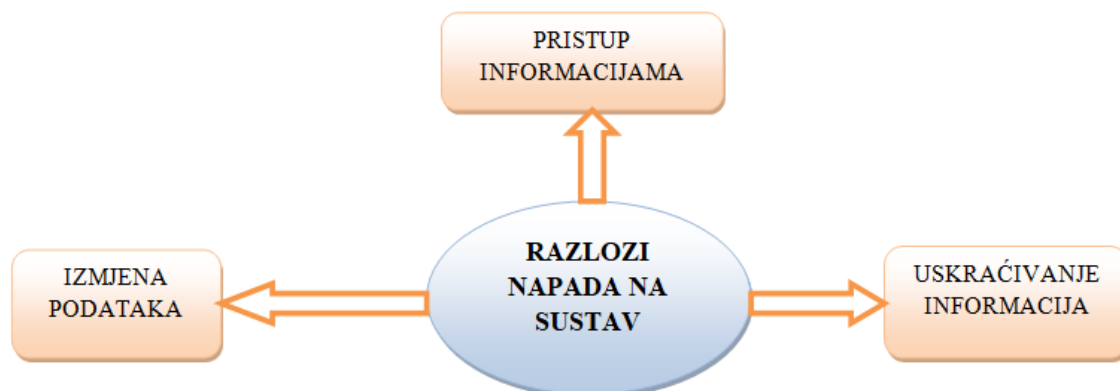 PRISTUP
INFORMACIJAMA
RAZLOZI
NAPADA NA
SUSTAV
IZMJENA
PODATAKA
USKRAĆIVANJE
INFORMACIJA